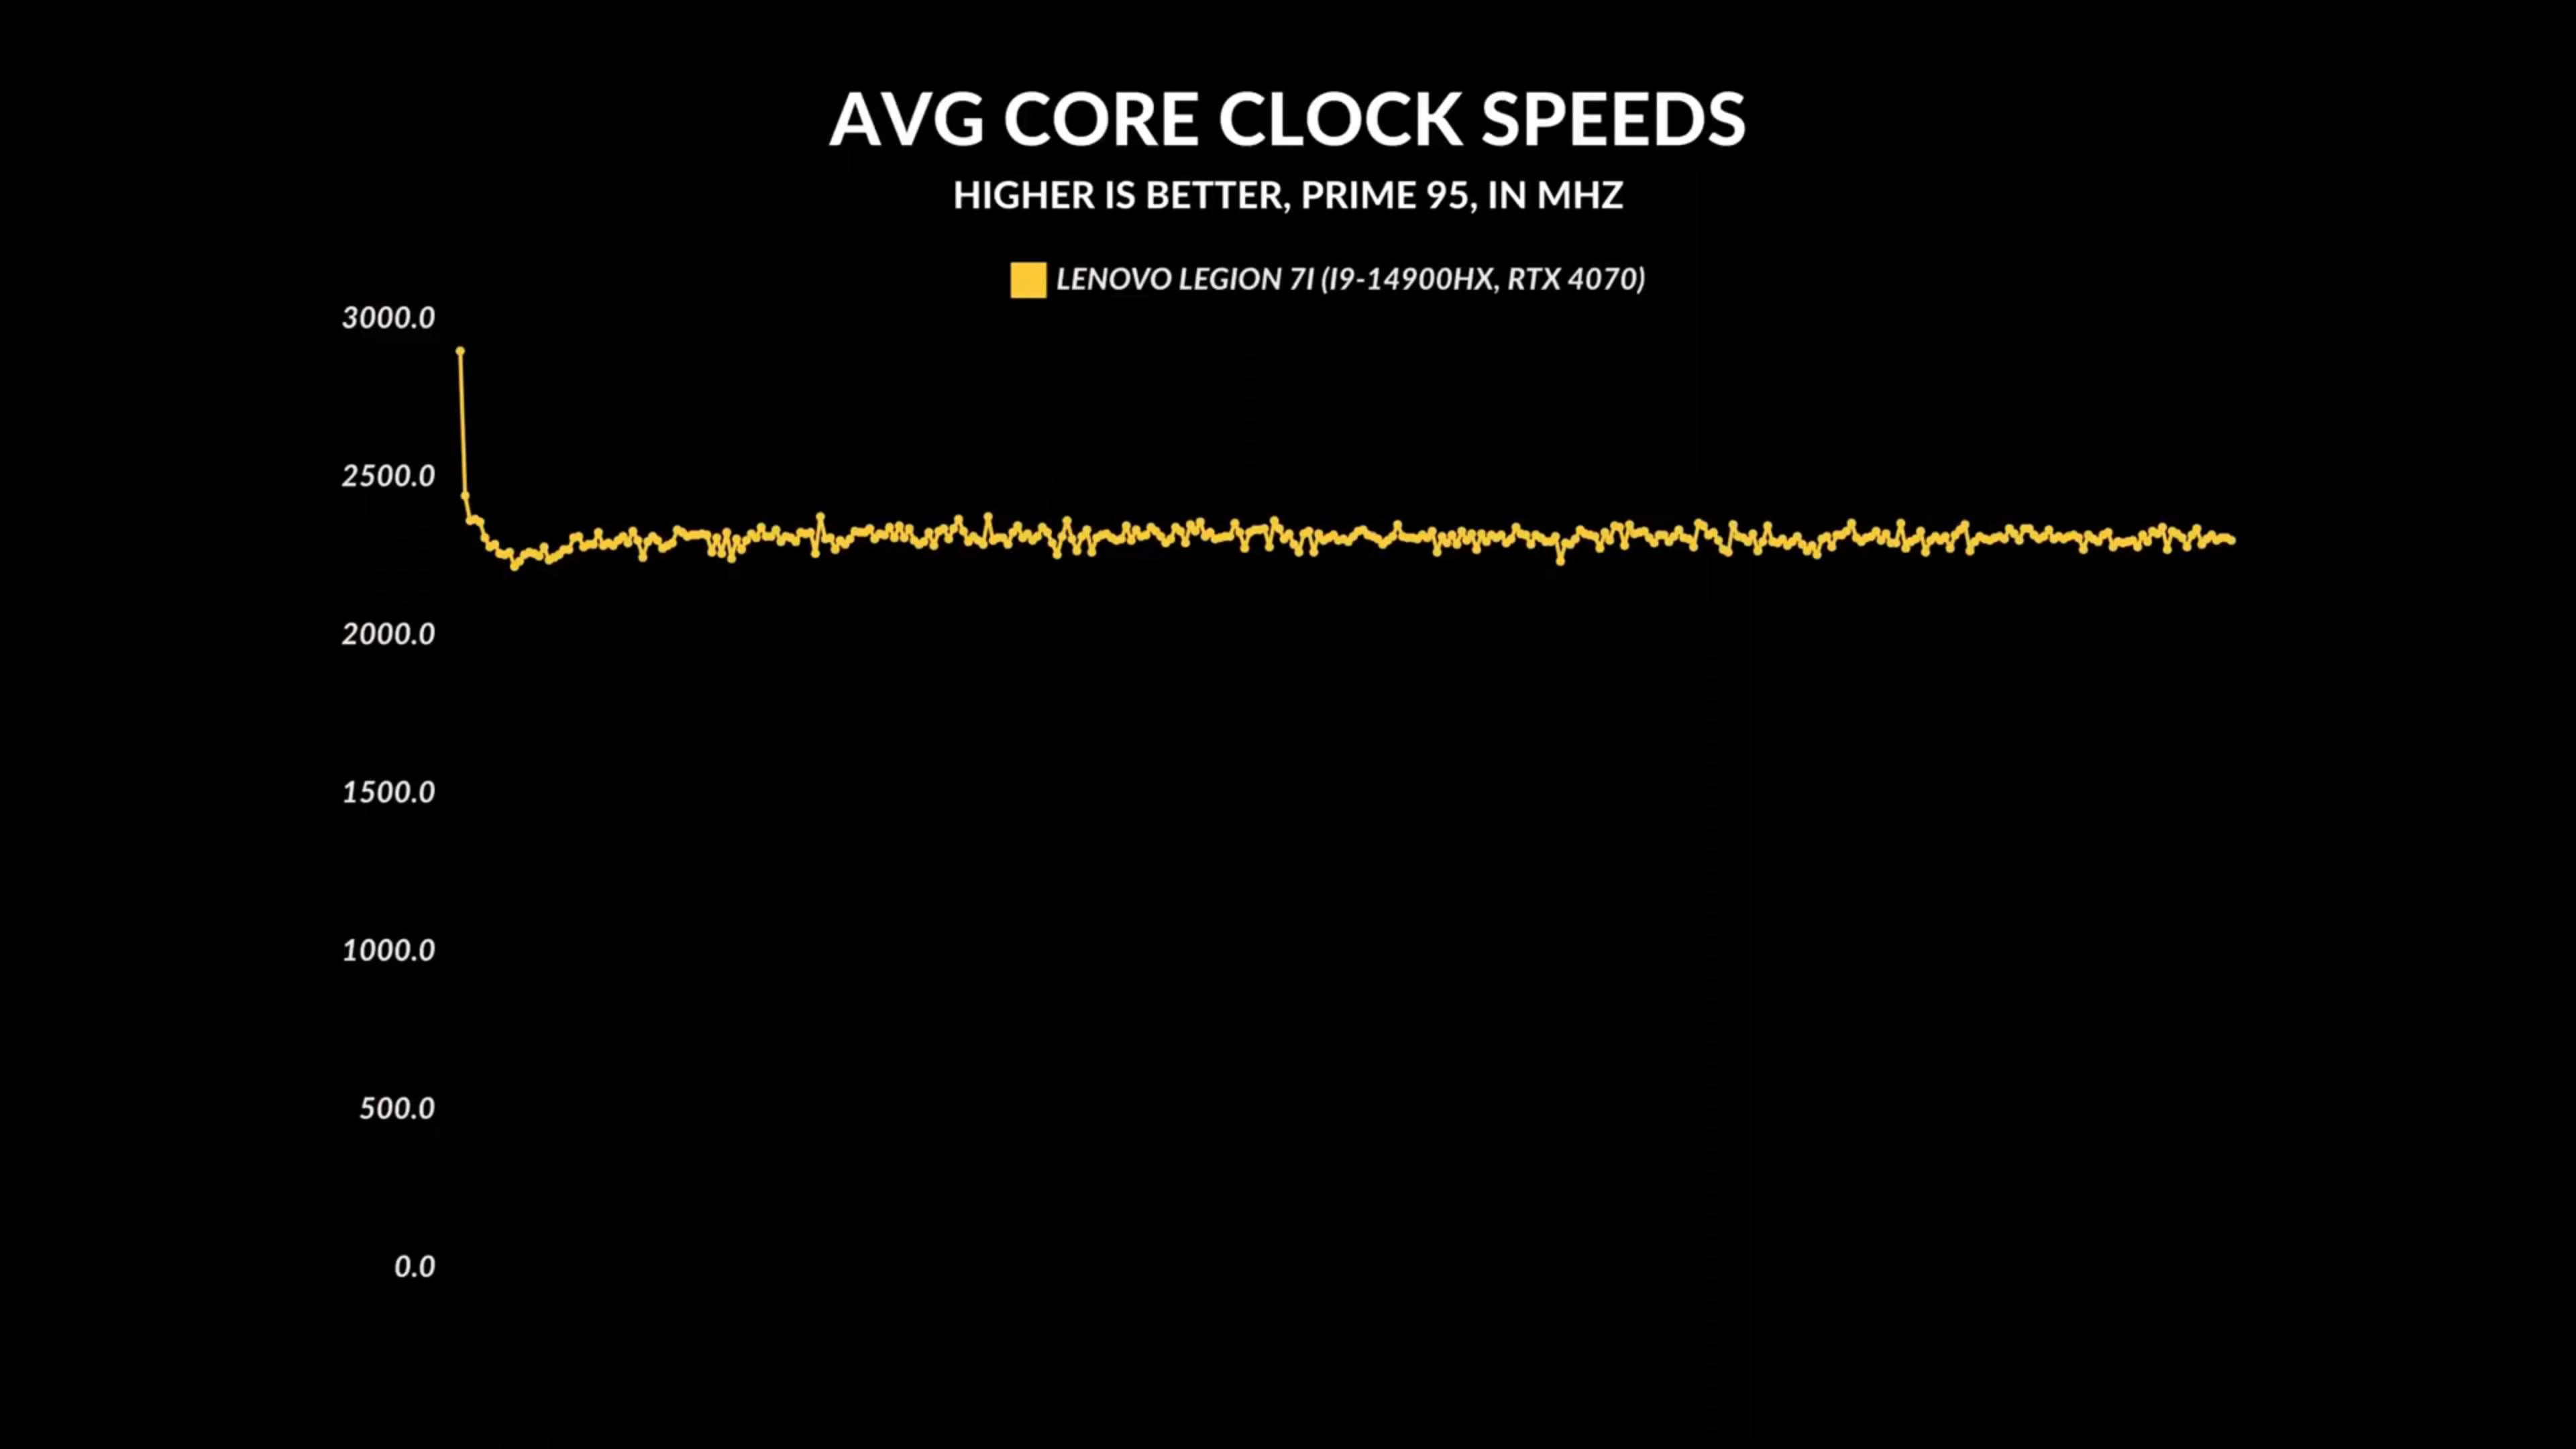 AVG CORE CLOCK SPEEDS
HIGHER IS BETTER, PRIME 95, IN MHZ
LENOVO LEGION 7I (I9-14900HX, RTX 4070)
3000.0
2500.0
2000.0
1500.0
1000.0
500.0
0.0